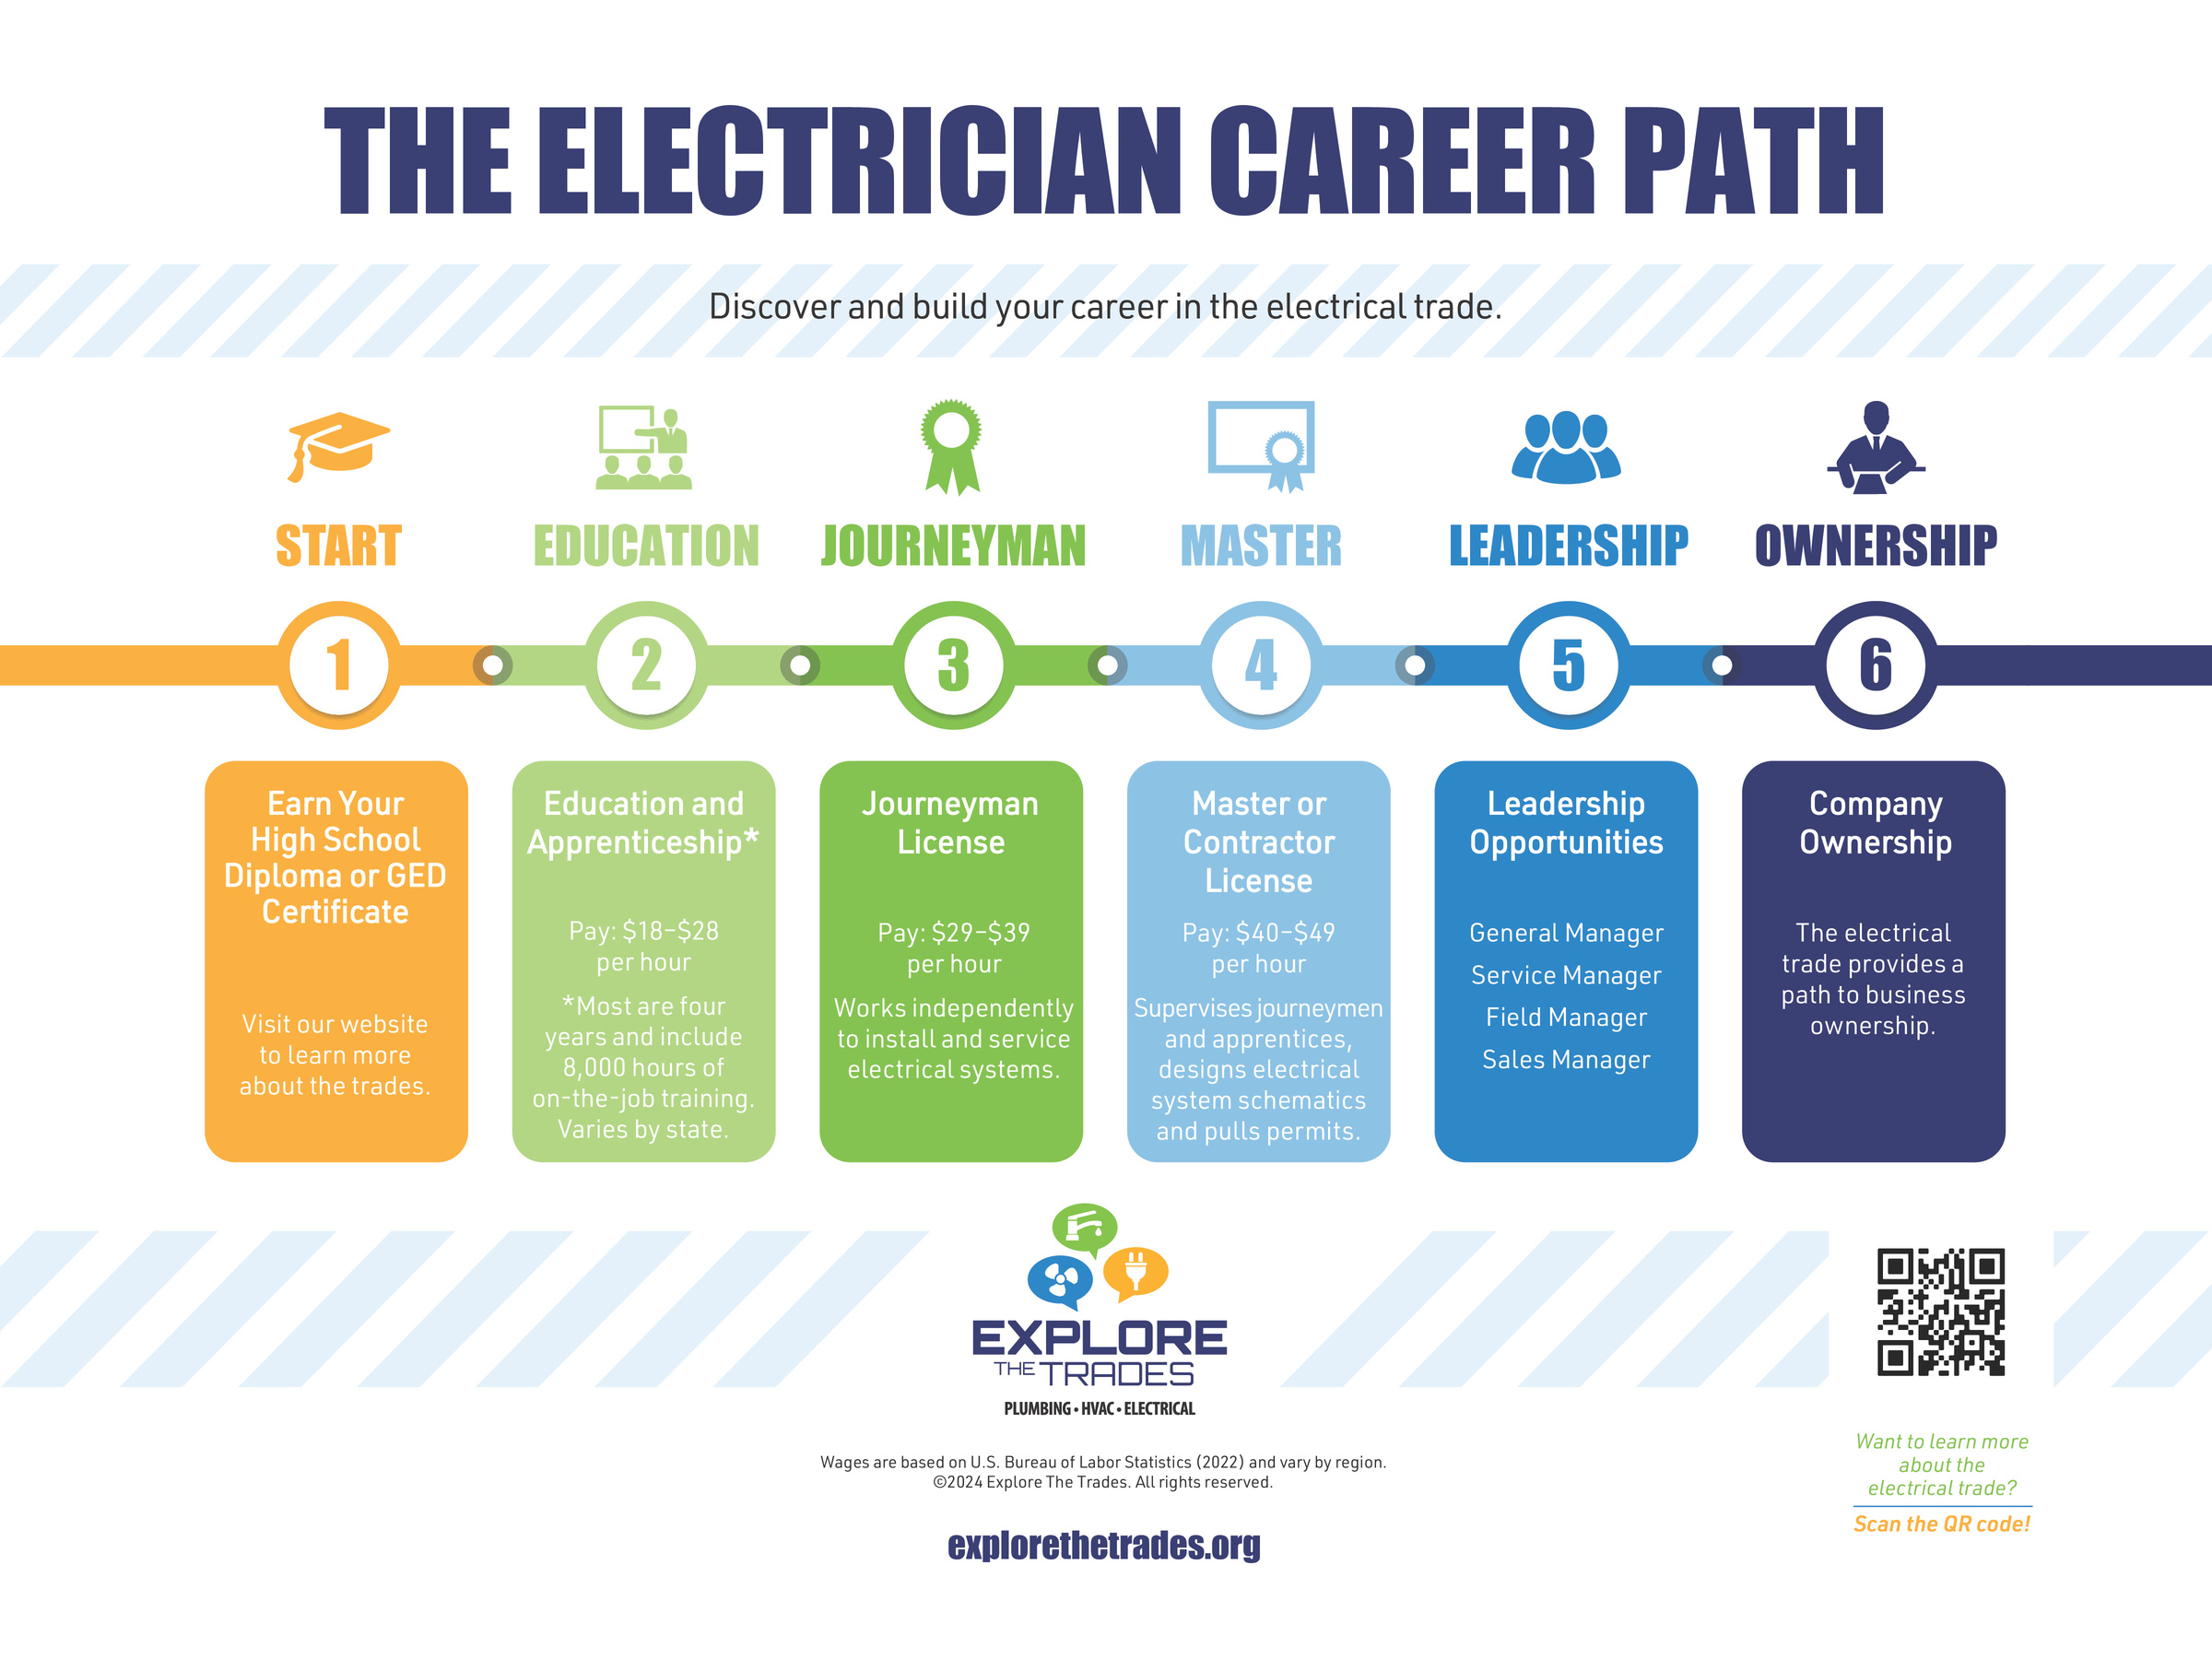 THE ELECTRICIAN CAREER PATH
Discover and build your career in the electrical trade.
START
EDUCATION
JOURNEYMAN
MASTER
LEADERSHIP
OWNERSHIP
1
2
3
4
5
6
Earn Your
High School
Diploma or GED
Certificate
Visit our website
to learn more
about the trades.
Education and
Apprenticeship*
Pay: $18–$28
per hour
*Most are four
years and include
8,000 hours of
on-the-job training.
Varies by state.
Journeyman
License
Pay: $29–$39
per hour
Works independently
to install and service
electrical systems.
Master or
Contractor
License
Pay: $40–$49
per hour
Supervises journeymen
and apprentices,
designs electrical
system schematics
and pulls permits.
Leadership
Opportunities
General Manager
Service Manager
Field Manager
Sales Manager
Company
Ownership
The electrical
trade provides a
path to business
ownership.
EXPLORE
THE TRADES
PLUMBING • HVAC • ELECTRICAL
Wages are based on U.S. Bureau of Labor Statistics (2022) and vary by region.
©2024 Explore The Trades. All rights reserved.
explorethetrades.org
Want to learn more
about the
electrical trade?
Scan the QR code!